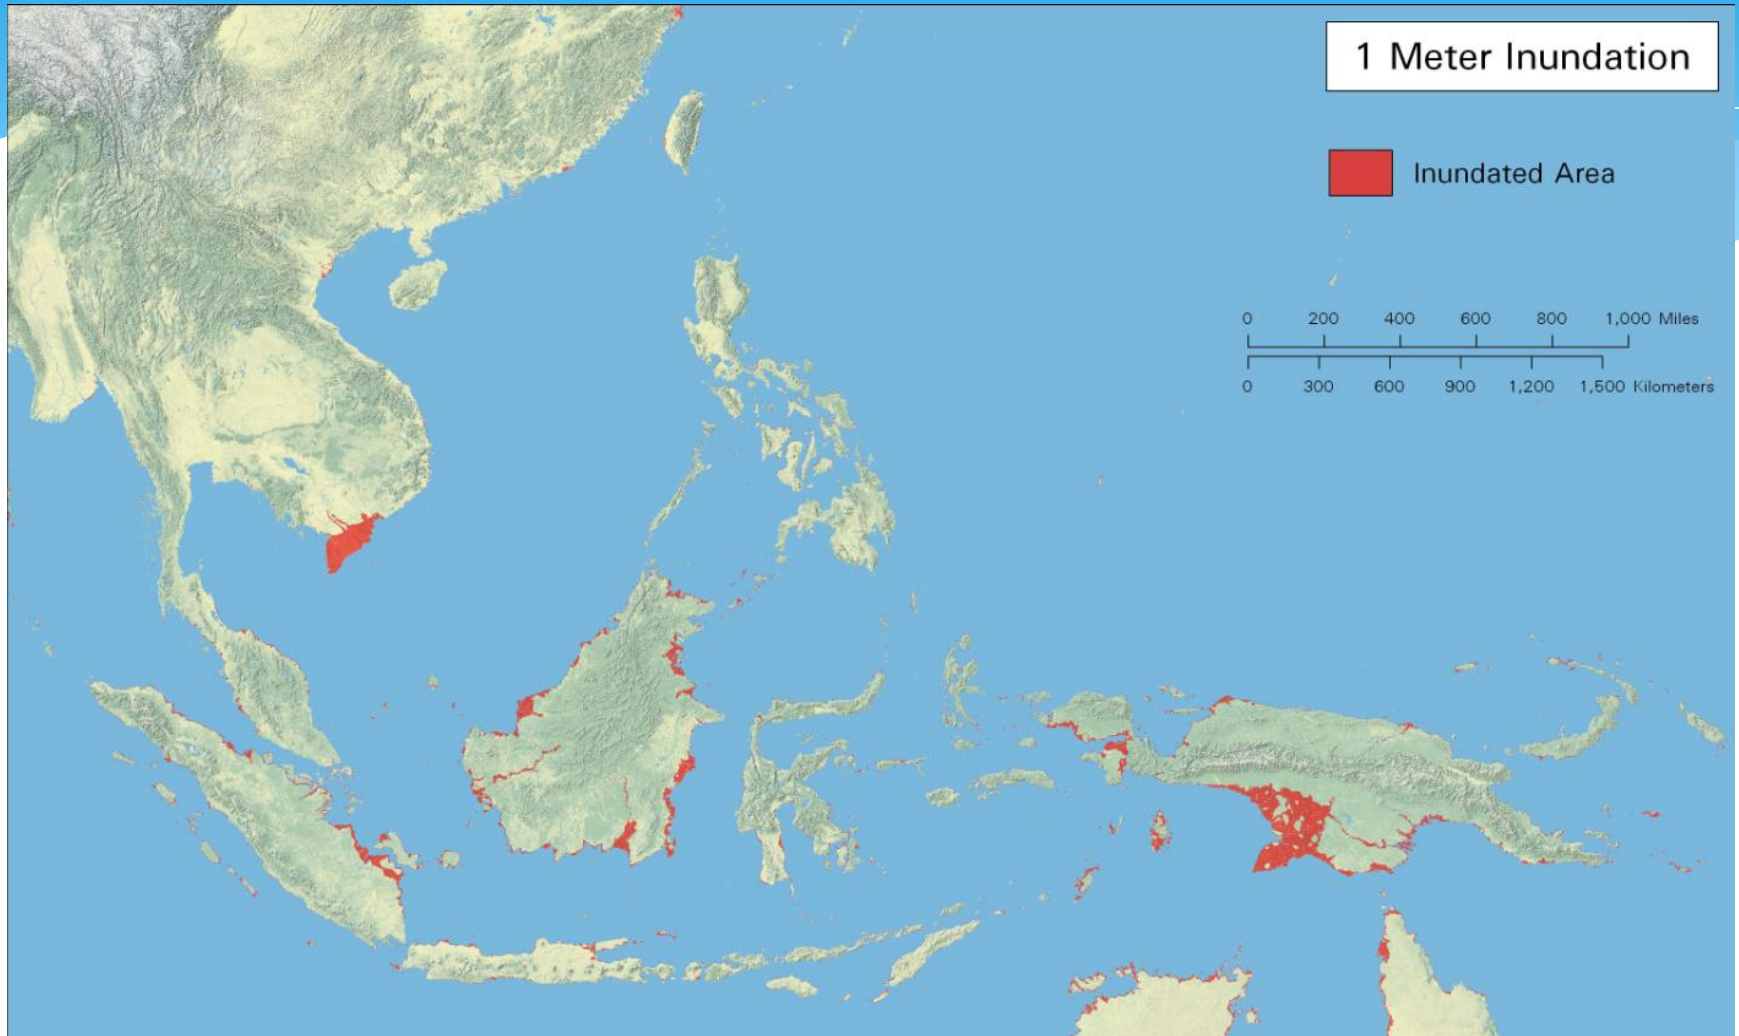 1 Meter Inundation
Inundated Area
0 200 400 600 800 1,000 Miles
0 300 600 900 1,200 1,500 Kilometers